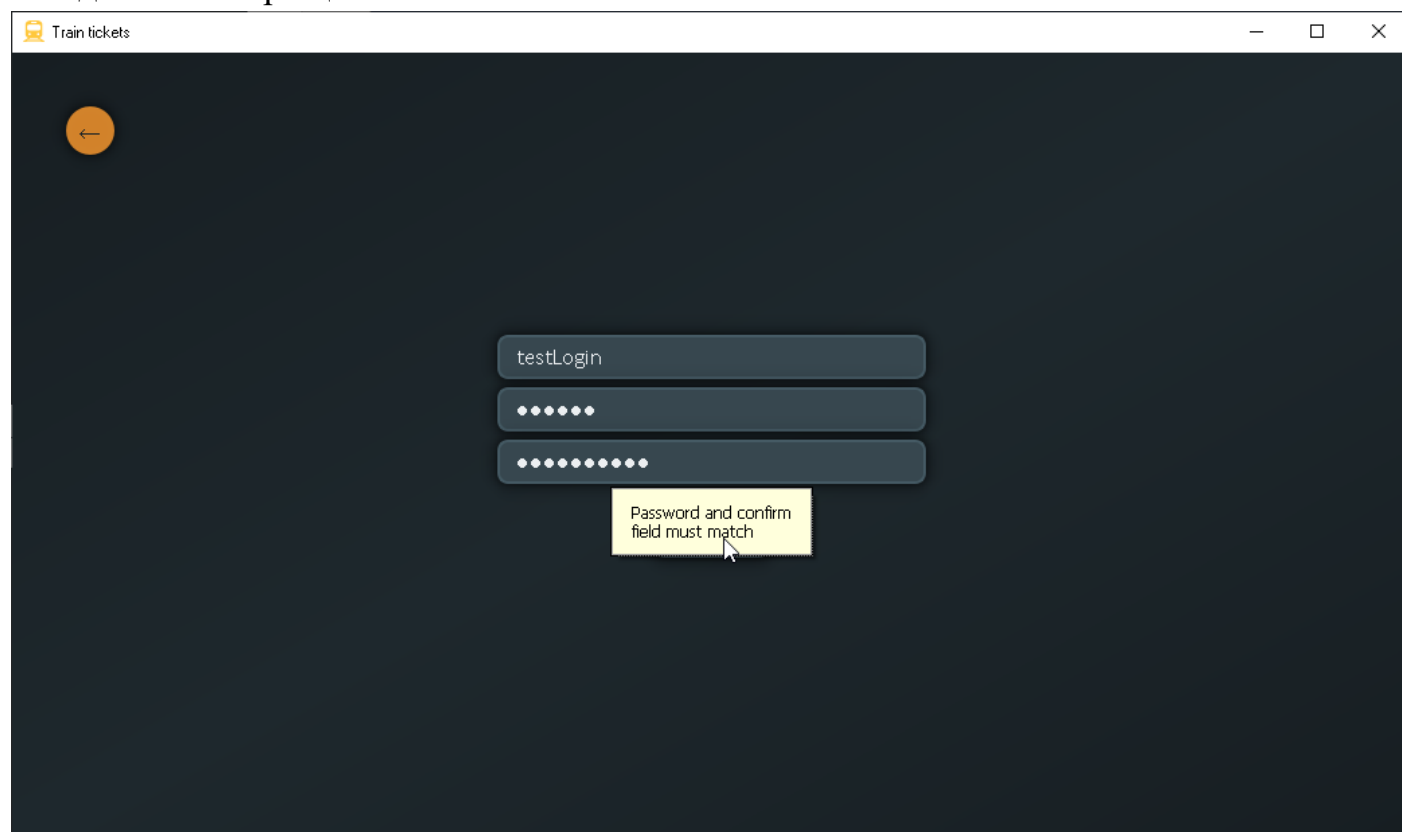 Train tickets
testLogin
Password and confirm
field must match